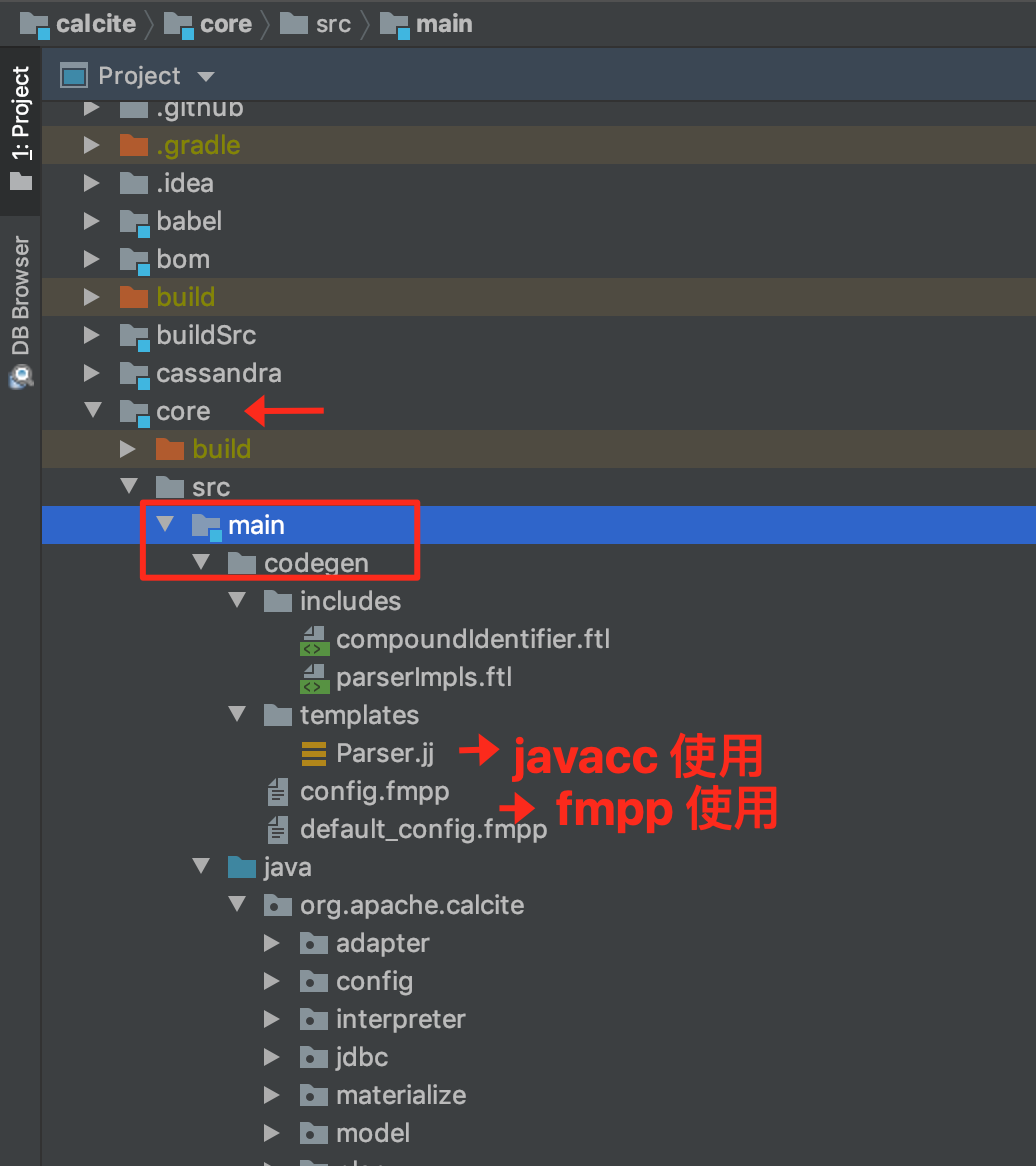 calcite core src main
1: Project
DB Browser
Project
.github
.gradle
.idea
babel
bom
build
buildSrc
cassandra
core
build
src
main
codegen
includes
compoundIdentifier.ftl
parserImpls.ftl
templates
Parser.jj javacc 使用
config.fmpp fmpp 使用
default_config.fmpp
java
org.apache.calcite
adapter
config
interpreter
jdbc
materialize
model